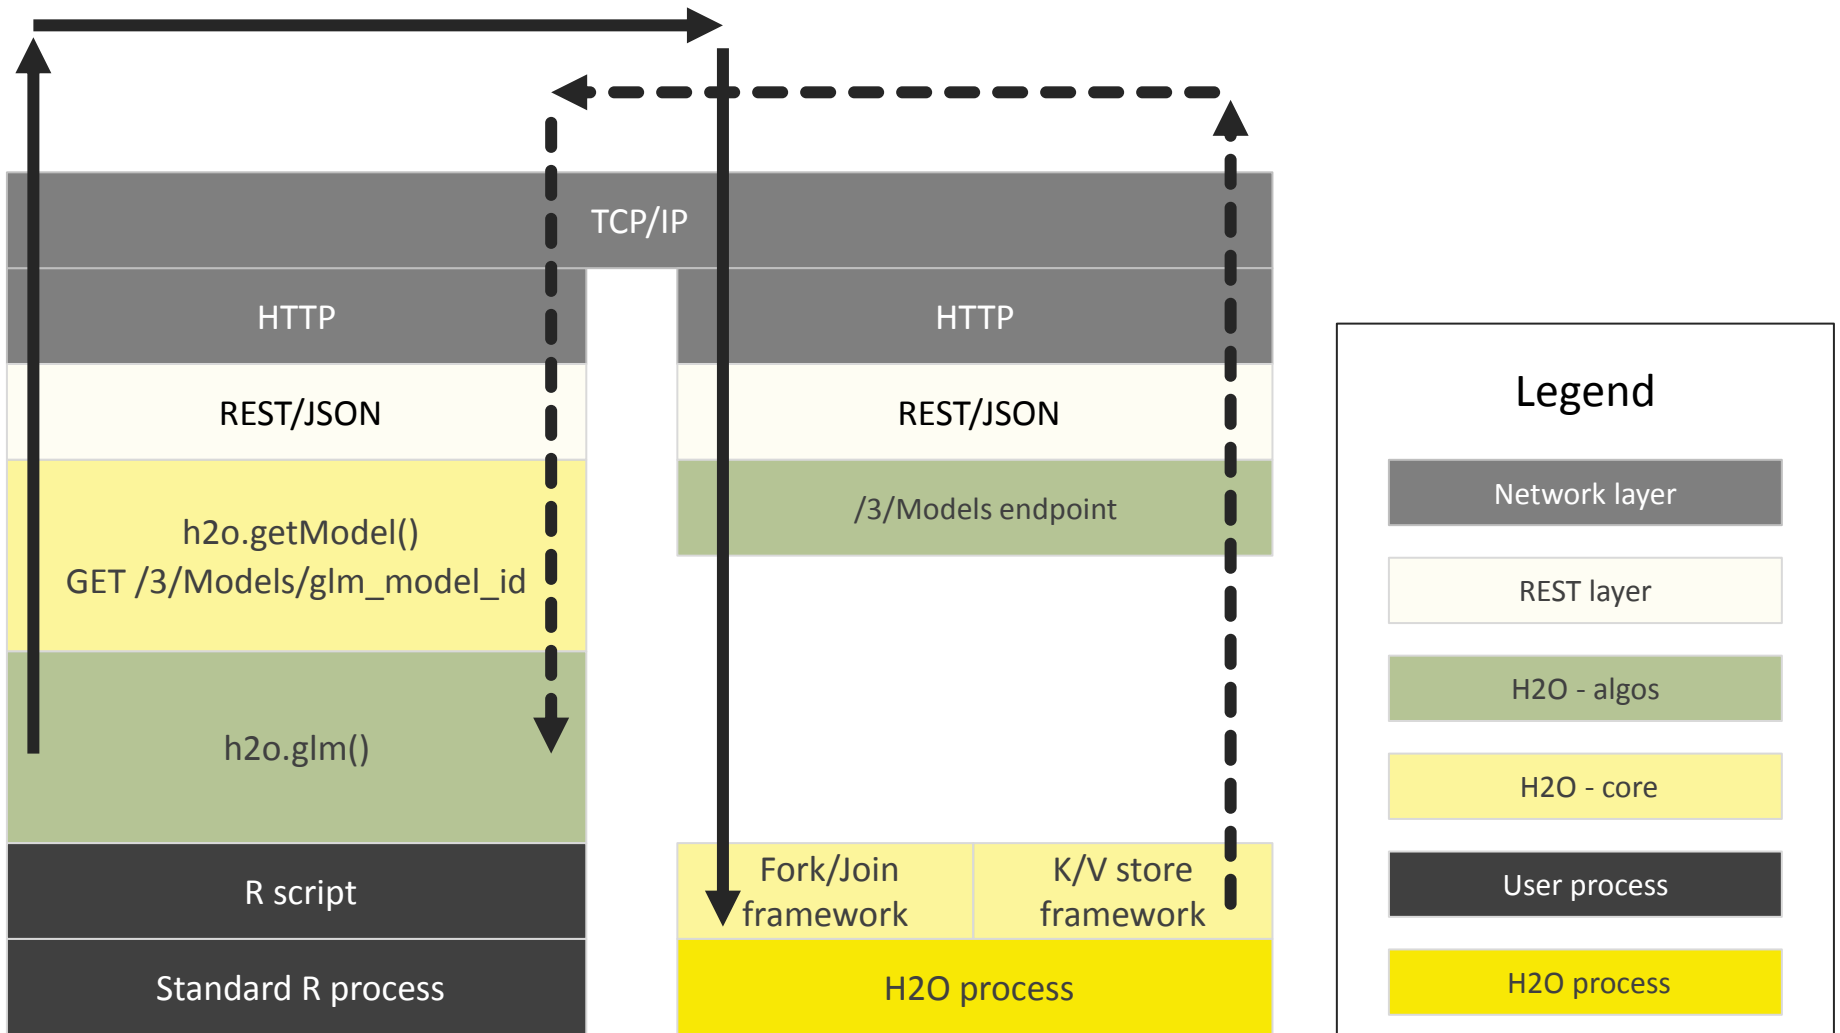 TCP/IP
HTTP
REST/JSON
h2o.getModel()
GET /3/Models/glm_model_id
h2o.glm()
R script
Standard R process
HTTP
REST/JSON
/3/Models endpoint
Fork/Join
framework
K/V store
framework
H2O process
Legend
Network layer
REST layer
H2O - algos
H2O - core
User process
H2O process